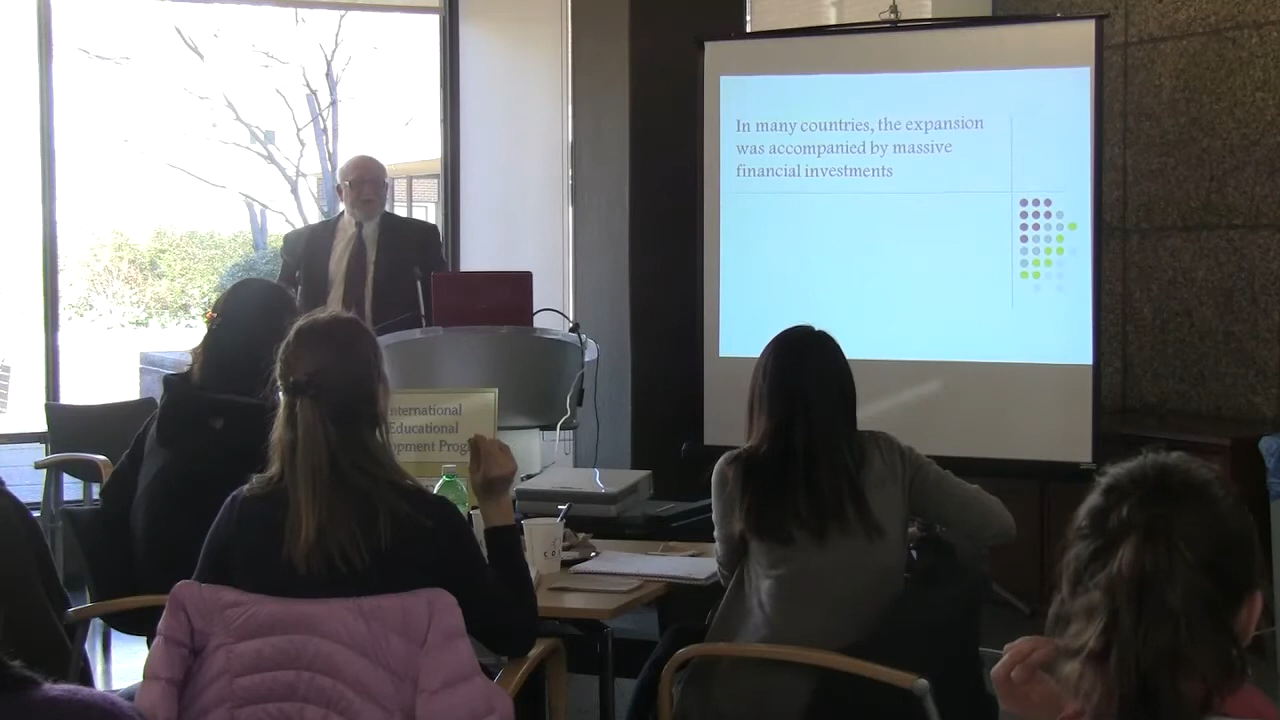 In many countries, the expansion
was accompanied by massive
financial investments
nternational
Educational
opment Prog